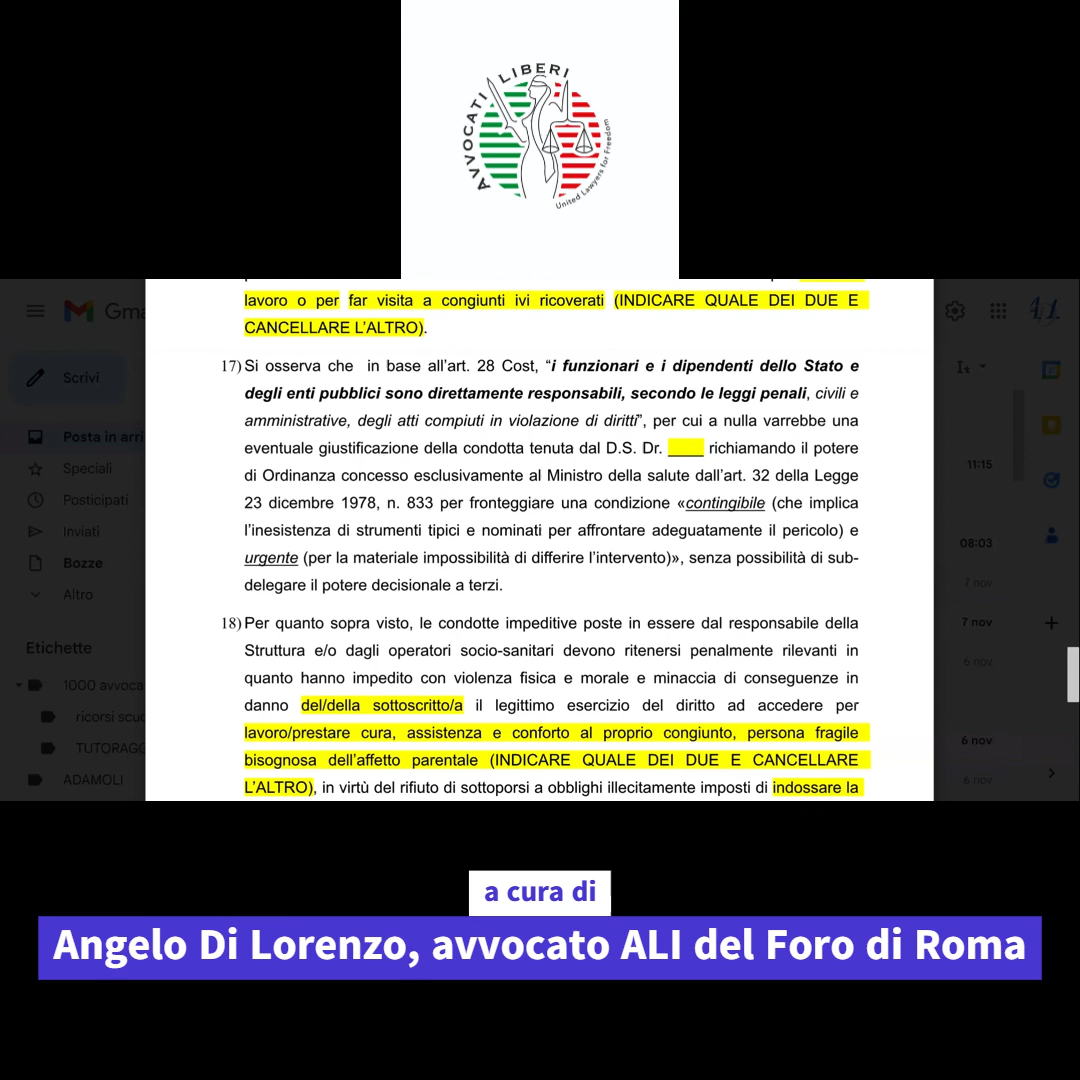 AVVOCATI LIBERI
United Lawyers for Freedom
lavoro o per far visita a congiunti ivi ricoverati (INDICARE QUALE DEI DUE E
CANCELLARE L'ALTRO).
17) Si osserva che in base all'art. 28 Cost, "i funzionari e i dipendenti dello Stato e
degli enti pubblici sono direttamente responsabili, secondo le leggi penali, civili e
amministrative, degli atti compiuti in violazione di diritti", per cui a nulla varrebbe una
eventuale giustificazione della condotta tenuta dal D.S. Dr. ____ richiamando il potere
di Ordinanza concesso esclusivamente al Ministro della salute dall'art. 32 della Legge
23 dicembre 1978, n. 833 per fronteggiare una condizione «contingibile (che implica
l'inesistenza di strumenti tipici e nominati per affrontare adeguatamente il pericolo) e
urgente (per la materiale impossibilità di differire l'intervento)», senza possibilità di sub-
delegare il potere decisionale a terzi.
18) Per quanto sopra visto, le condotte impeditive poste in essere dal responsabile della
Struttura e/o dagli operatori socio-sanitari devono ritenersi penalmente rilevanti in
quanto hanno impedito con violenza fisica e morale e minaccia di conseguenze in
danno del/della sottoscritto/a il legittimo esercizio del diritto ad accedere per
lavoro/prestare cura, assistenza e conforto al proprio congiunto, persona fragile
bisognosa dell'affetto parentale (INDICARE QUALE DEI DUE E CANCELLARE
L'ALTRO), in virtù del rifiuto di sottoporsi a obblighi illecitamente imposti di indossare la
Gma
Scrivi
Posta in arri
Speciali
Posticipati
Inviati
Bozze
Altro
Etichette
1000 avvoca
ricorsi scu
TUTORAGG
ADAMOLI
11:15
08:03
7 nov
7 nov
6 nov
6 nov
6 nov
a cura di
Angelo Di Lorenzo, avvocato ALI del Foro di Roma